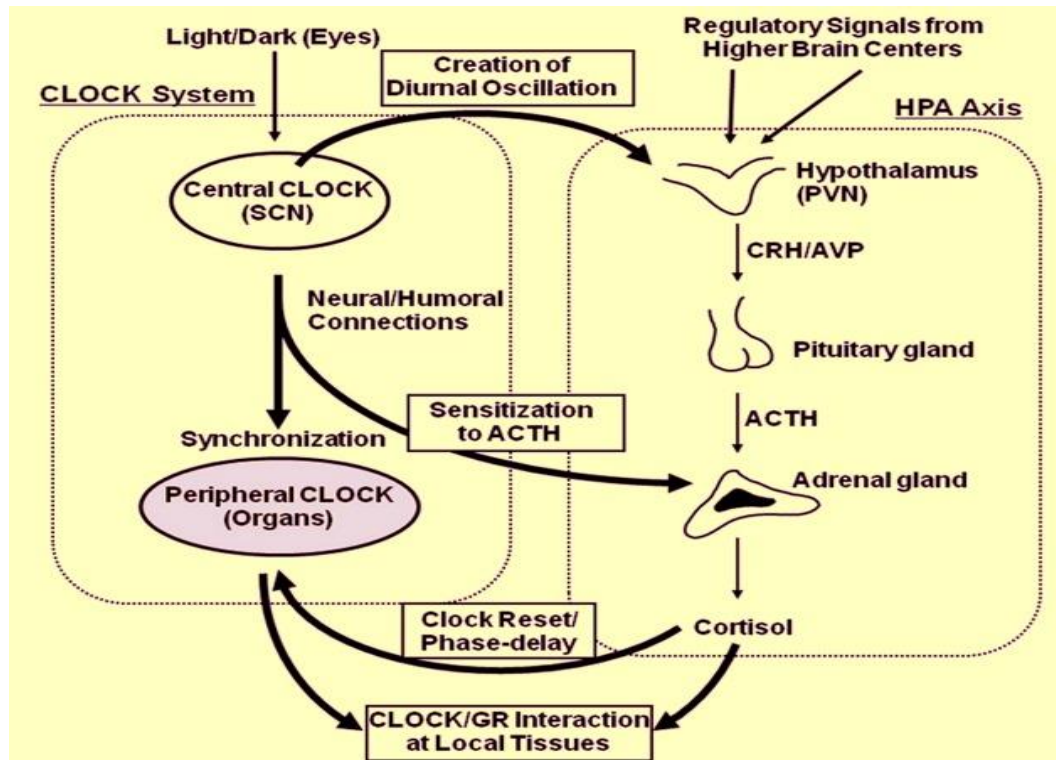 Light/Dark (Eyes)
Regulatory Signals from
Higher Brain Centers
Creation of
Diurnal Oscillation
CLOCK System
HPA Axis
Central CLOCK
(SCN)
Hypothalamus
(PVN)
CRH/AVP
Neural/Humoral
Connections
Pituitary gland
Sensitization
to ACTH
ACTH
Synchronization
Adrenal gland
Peripheral CLOCK
(Organs)
Clock Reset/
Phase-delay
Cortisol
CLOCK/GR Interaction
at Local Tissues